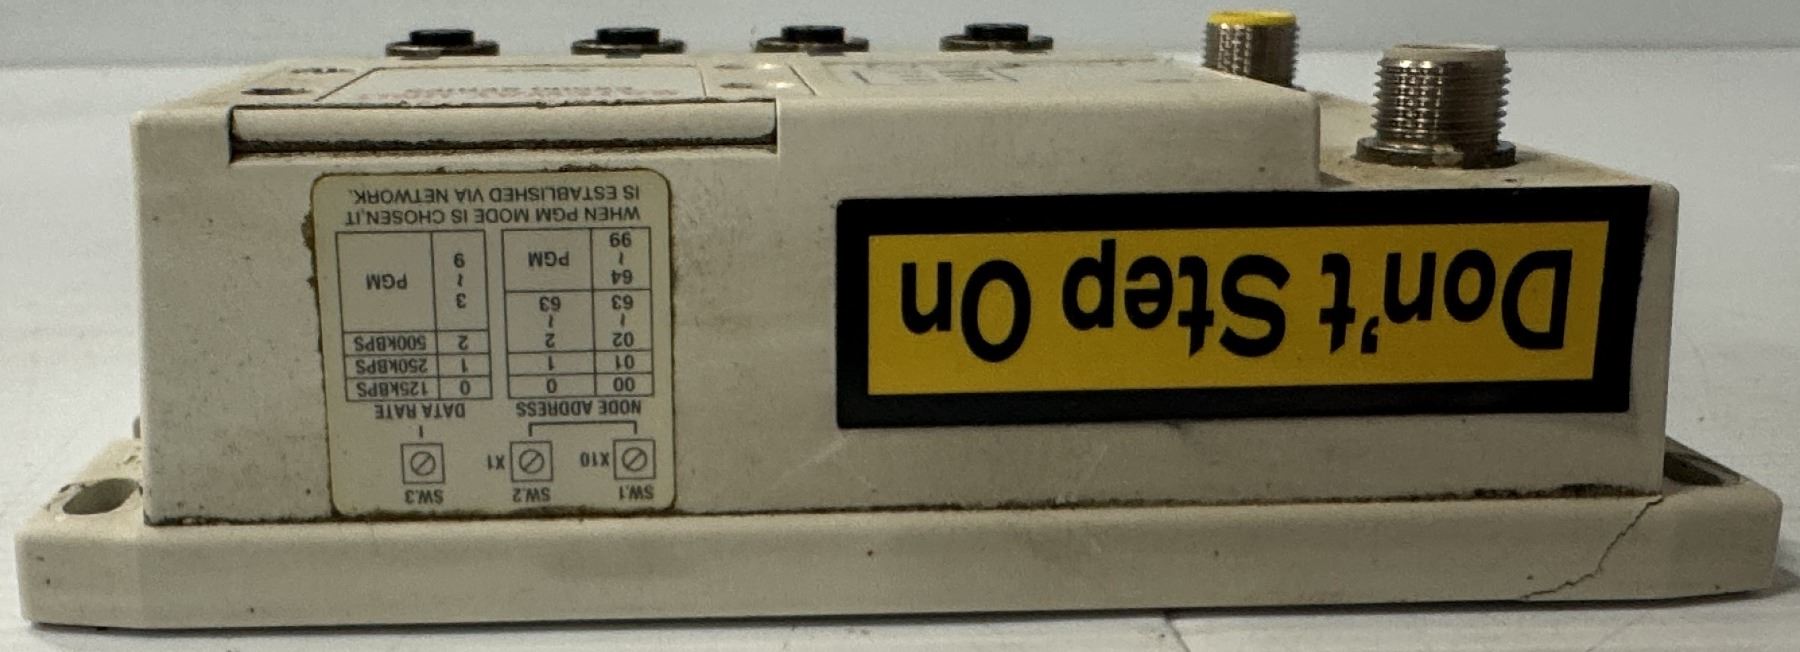 SW.1 SW.2 SW.3
X10 X1
NODE ADDRESS DATA RATE
00 0 0 125kBPS
01 1 1 250kBPS
02 2 2 500kBPS
~ ~
63 63 3
64 PGM ~ PGM
~ 9
99
WHEN PGM MODE IS CHOSEN,IT
IS ESTABLISHED VIA NETWORK.
Don't Step On